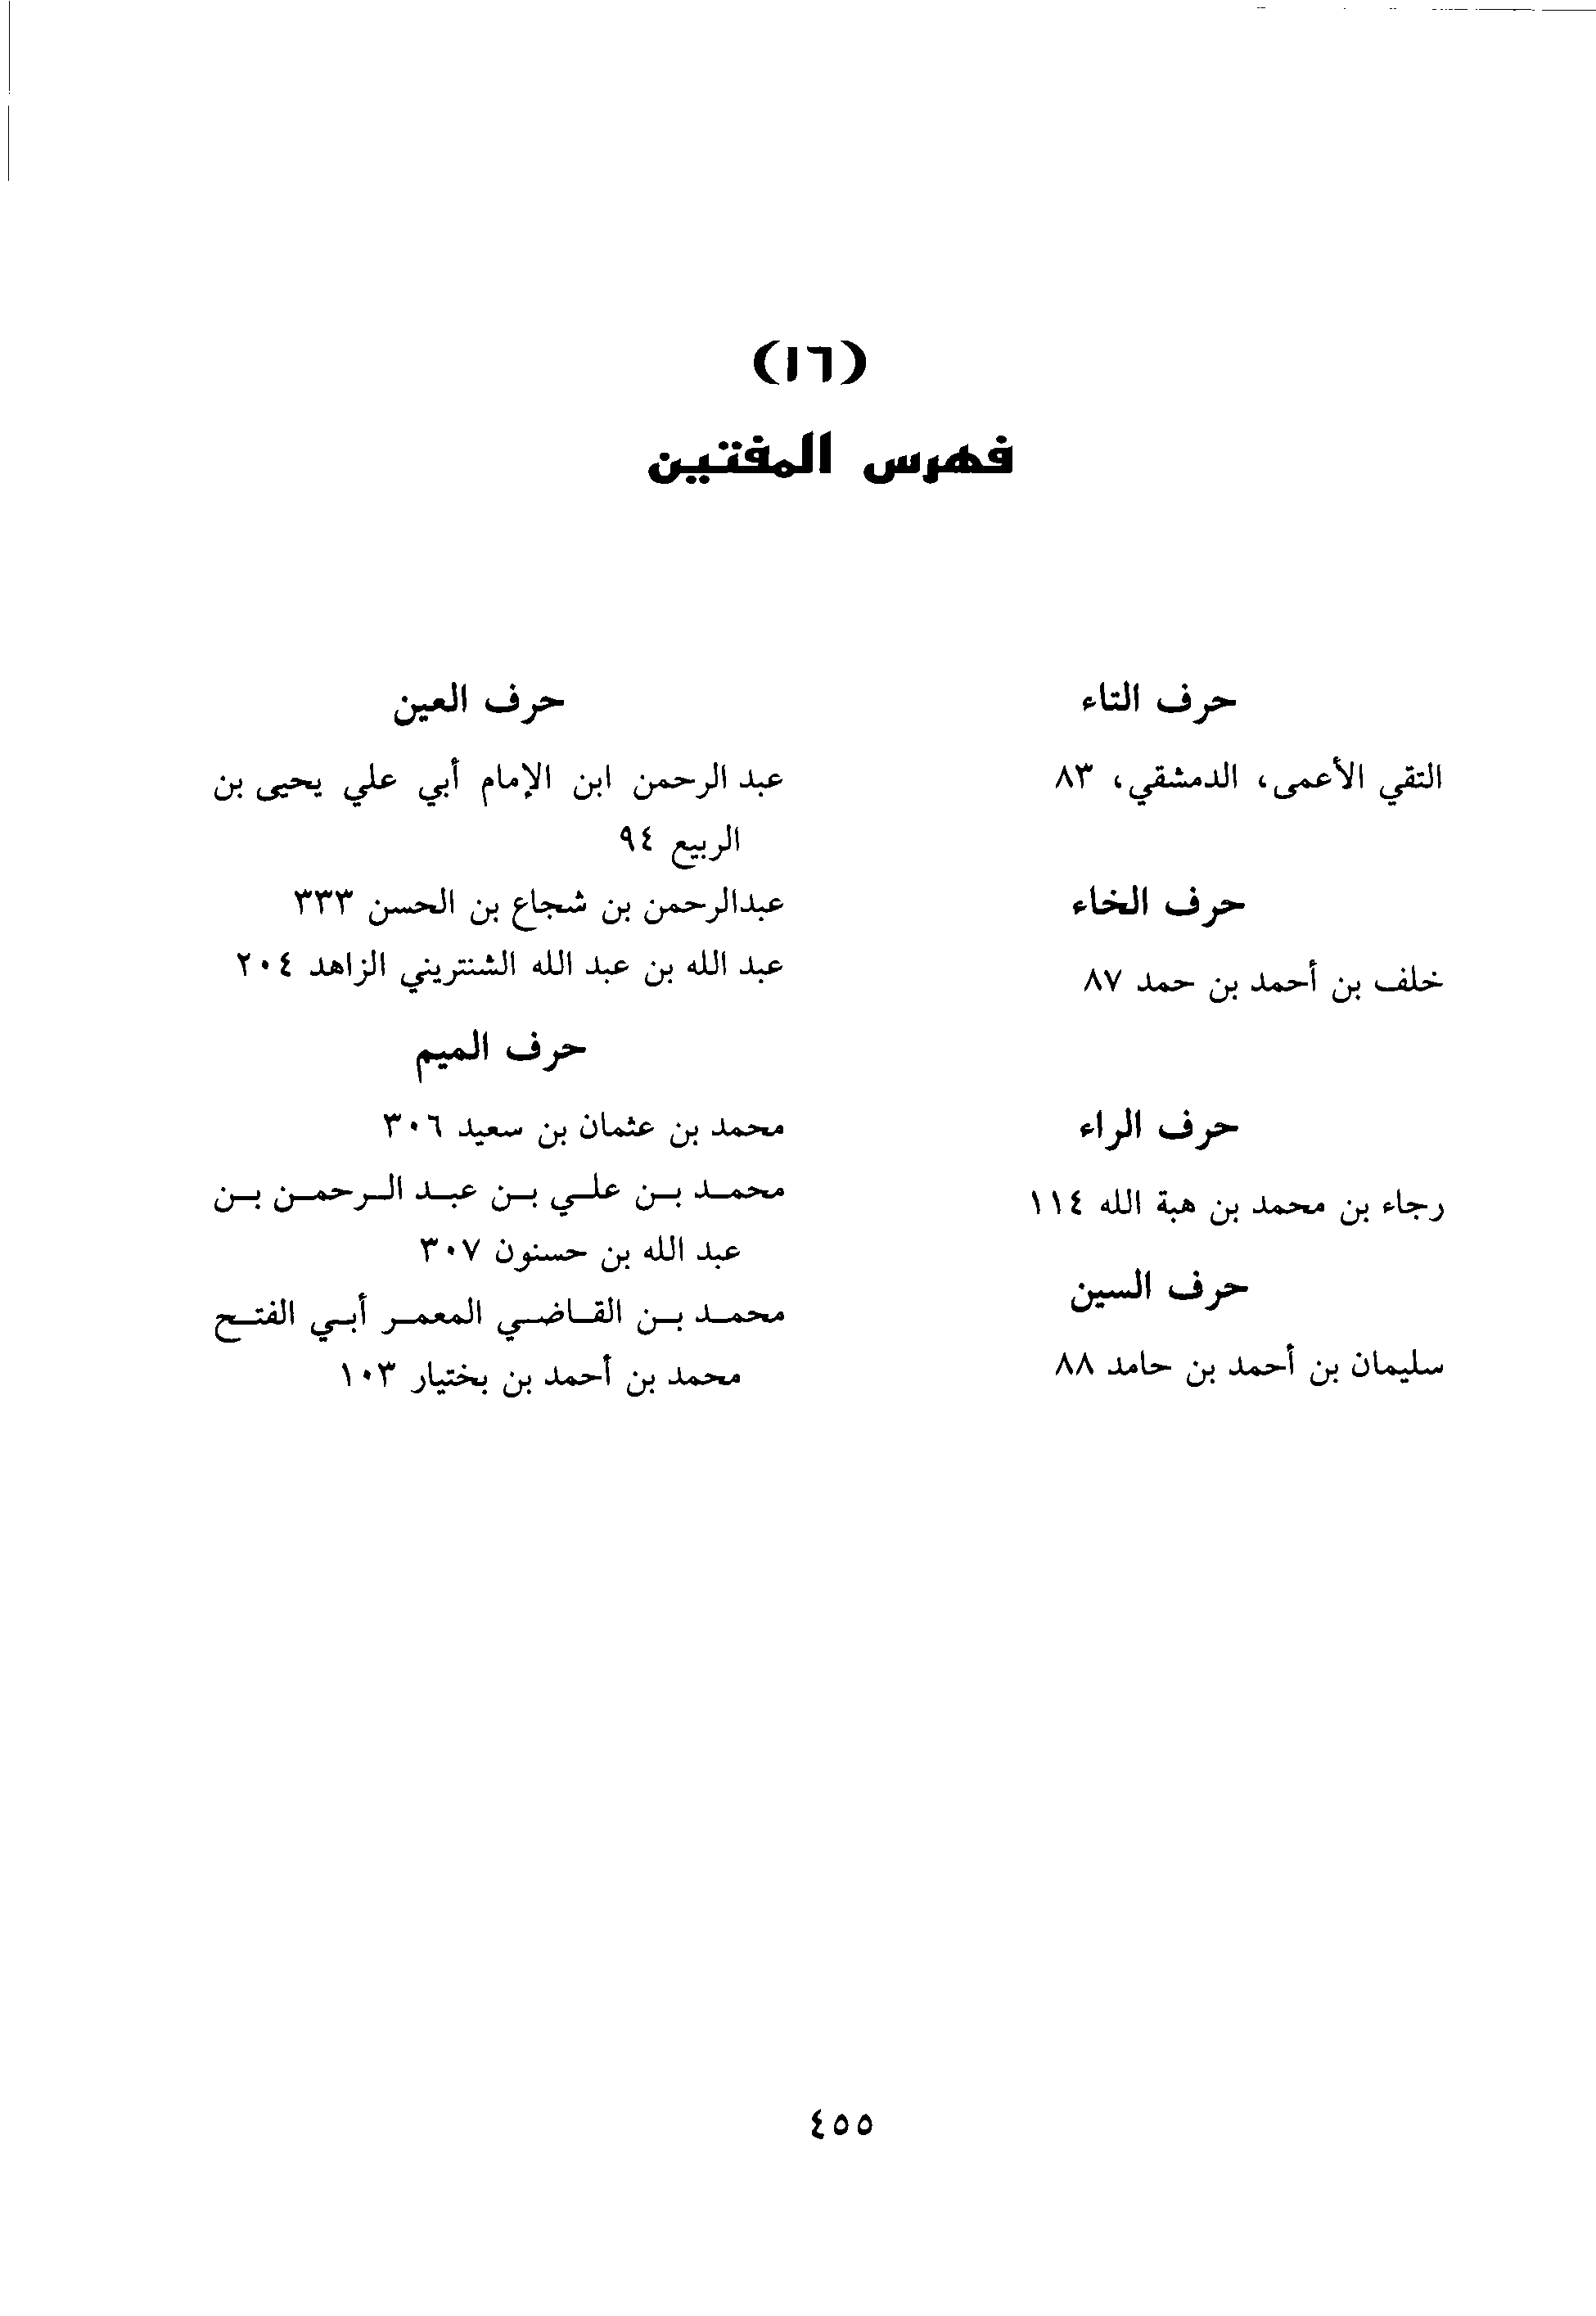 (١٦)
فهرس المفتين
حرف التاء
التقي الأعمى، الدمشقي، ٨٣
حرف الخاء
خلف بن أحمد بن حمد ٨٧
حرف الراء
رجاء بن محمد بن هبة الله ١١٤
حرف السين
سليمان بن أحمد بن حامد ٨٨
حرف العين
عبد الرحمن ابن الإمام أبي علي يحيى بن
الربيع ٩٤
عبدالرحمن بن شجاع بن الحسن ٣٣٣
عبد الله بن عبد الله الشنتريني الزاهد ٢٠٤
حرف الميم
محمد بن عثمان بن سعيد ٣٠٦
محمد بن علي بن عبد الرحمن بن
عبد الله بن حسنون ٣٠٧
محمد بن القاضي المعمر أبي الفتح
محمد بن أحمد بن بختيار ١٠٣
٤٥٥